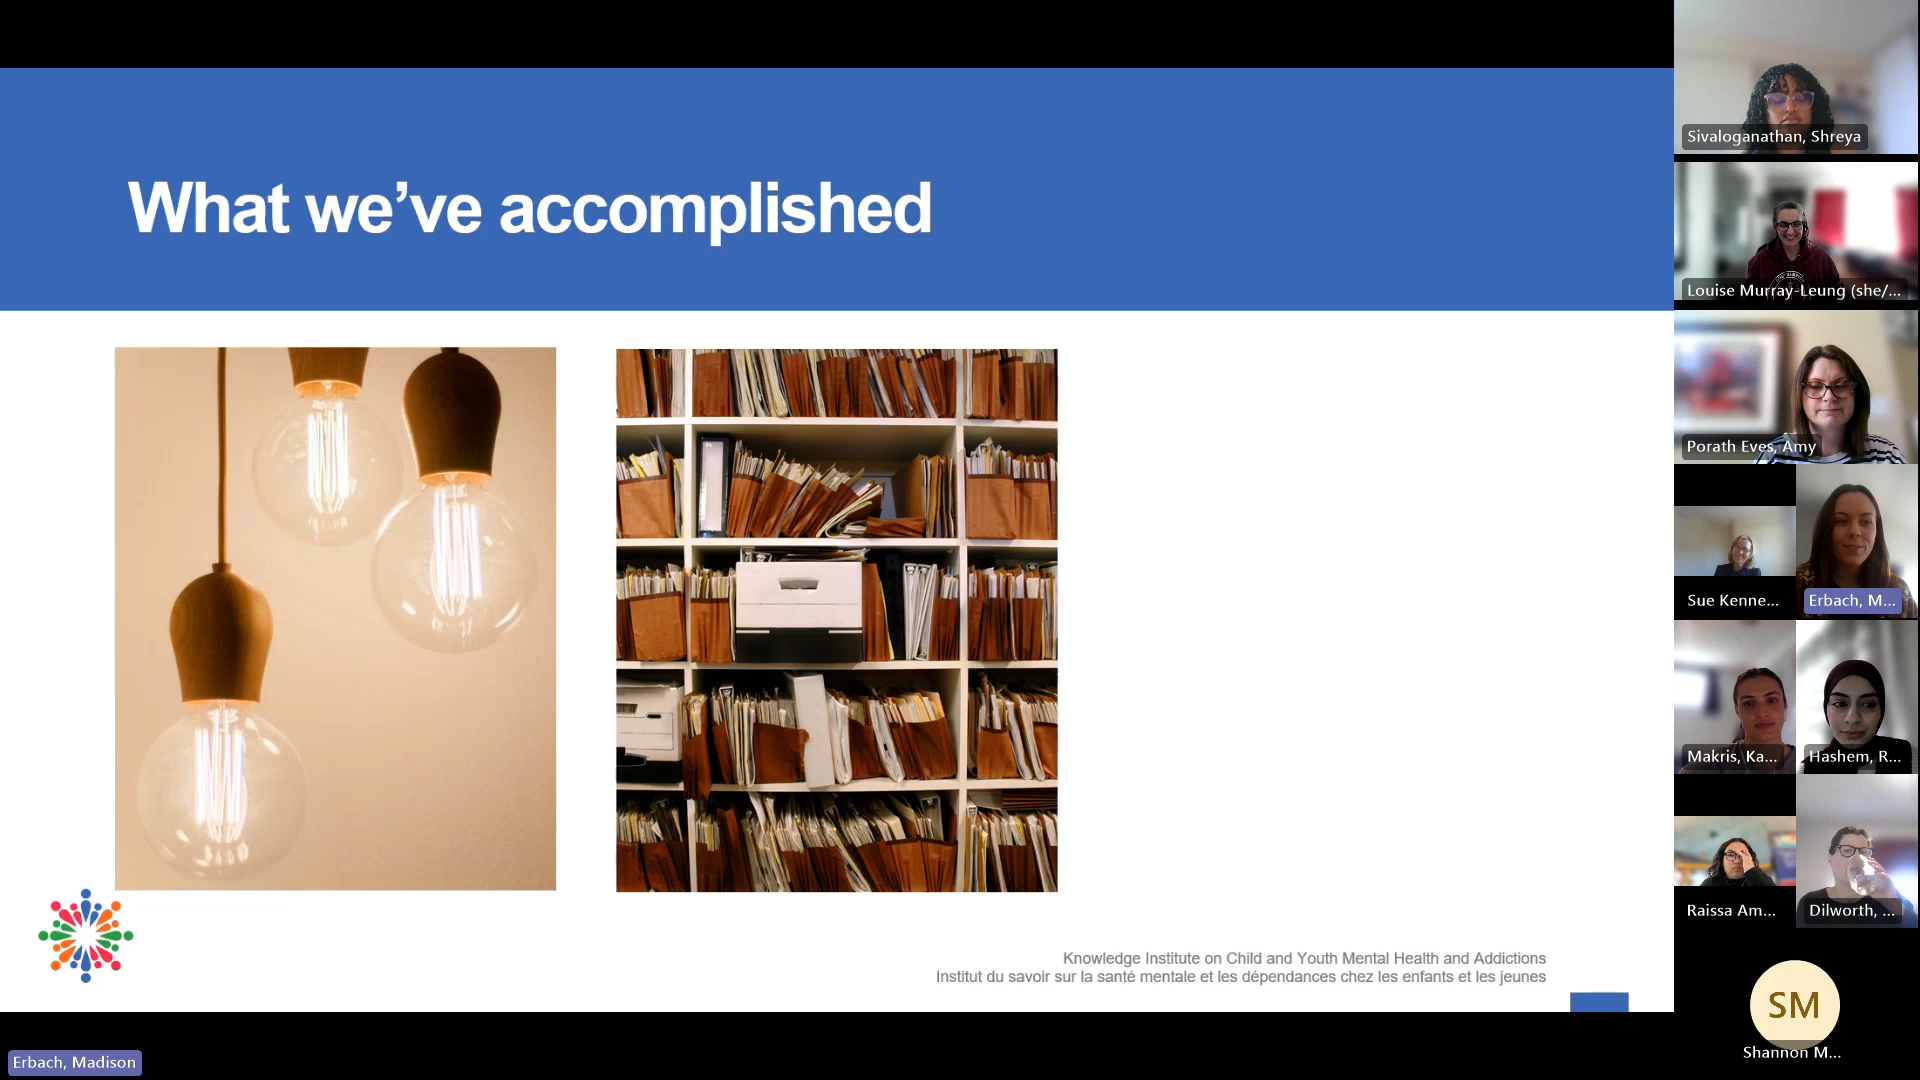 What we've accomplished
Knowledge Institute on Child and Youth Mental Health and Addictions
Institut du savoir sur la santé mentale et les dépendances chez les enfants et les jeunes
Erbach, Madison
Sivaloganathan, Shreya
Louise Murray-Leung (she/...
Porath Eves, Amy
Sue Kenne...
Erbach, M...
Makris, Ka...
Hashem, R...
Raissa Am...
Dilworth, ...
SM
Shannon M...